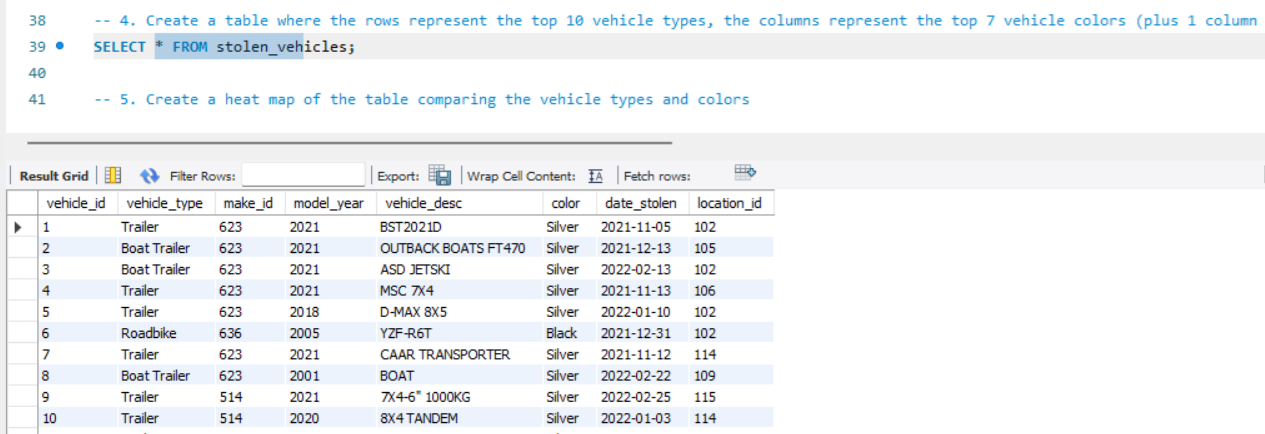 38 -- 4. Create a table where the rows represent the top 10 vehicle types, the columns represent the top 7 vehicle colors (plus 1 column
39 SELECT * FROM stolen_vehicles;
40
41 -- 5. Create a heat map of the table comparing the vehicle types and colors
Result Grid Filter Rows: Export: Wrap Cell Content: IA Fetch rows:
vehicle_id vehicle_type make_id model_year vehicle_desc color date_stolen location_id
1 Trailer 623 2021 BST2021D Silver 2021-11-05 102
2 Boat Trailer 623 2021 OUTBACK BOATS FT470 Silver 2021-12-13 105
3 Boat Trailer 623 2021 ASD JETSKI Silver 2022-02-13 102
4 Trailer 623 2021 MSC 7X4 Silver 2021-11-13 106
5 Trailer 623 2018 D-MAX 8X5 Silver 2022-01-10 102
6 Roadbike 636 2005 YZF-R6T Black 2021-12-31 102
7 Trailer 623 2021 CAAR TRANSPORTER Silver 2021-11-12 114
8 Boat Trailer 623 2001 BOAT Silver 2022-02-22 109
9 Trailer 514 2021 7X4-6" 1000KG Silver 2022-02-25 115
10 Trailer 514 2020 8X4 TANDEM Silver 2022-01-03 114